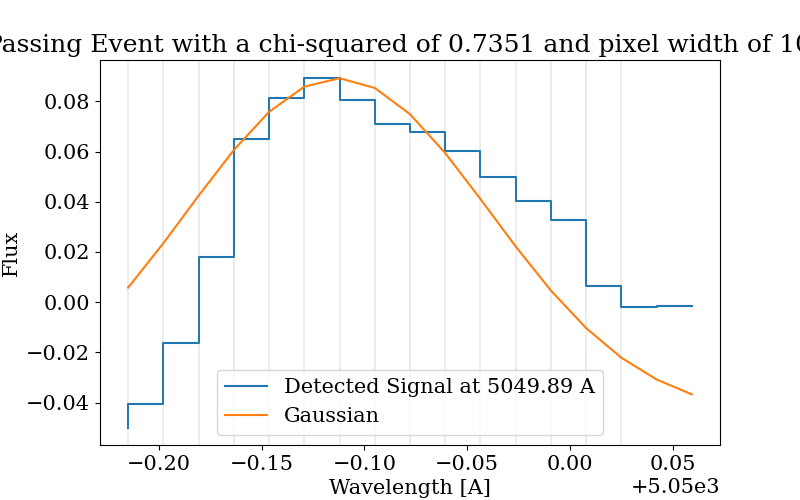 Passing Event with a chi-squared of 0.7351 and pixel width of 10
Flux
0.08
0.06
0.04
0.02
0.00
−0.02
−0.04
Detected Signal at 5049.89 A
Gaussian
−0.20 −0.15 −0.10 −0.05 0.00 0.05
+5.05e3
Wavelength [A]